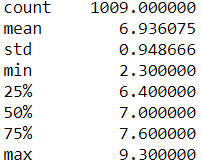 count 1009.000000
mean 6.936075
std 0.948666
min 2.300000
25% 6.400000
50% 7.000000
75% 7.600000
max 9.300000